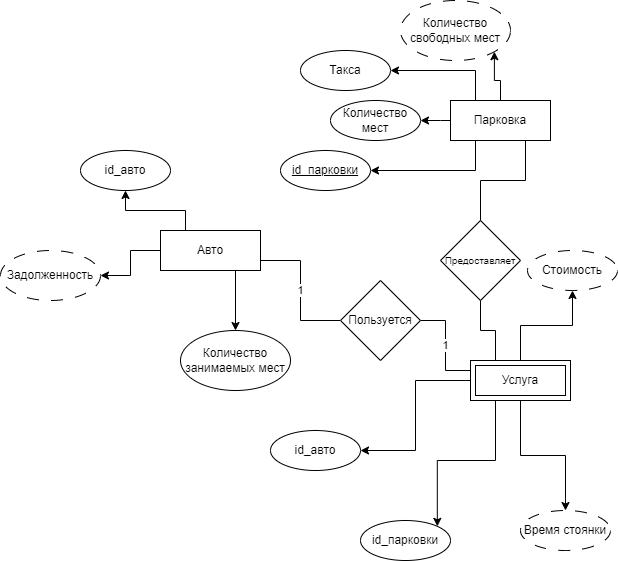 Количество
свободных мест
Такса
Количество
мест
Парковка
id_парковки
id_авто
Авто
Задолженность
Предоставляет
Стоимость
1
Пользуется
1
Количество
занимаемых мест
Услуга
id_авто
id_парковки
Время стоянки